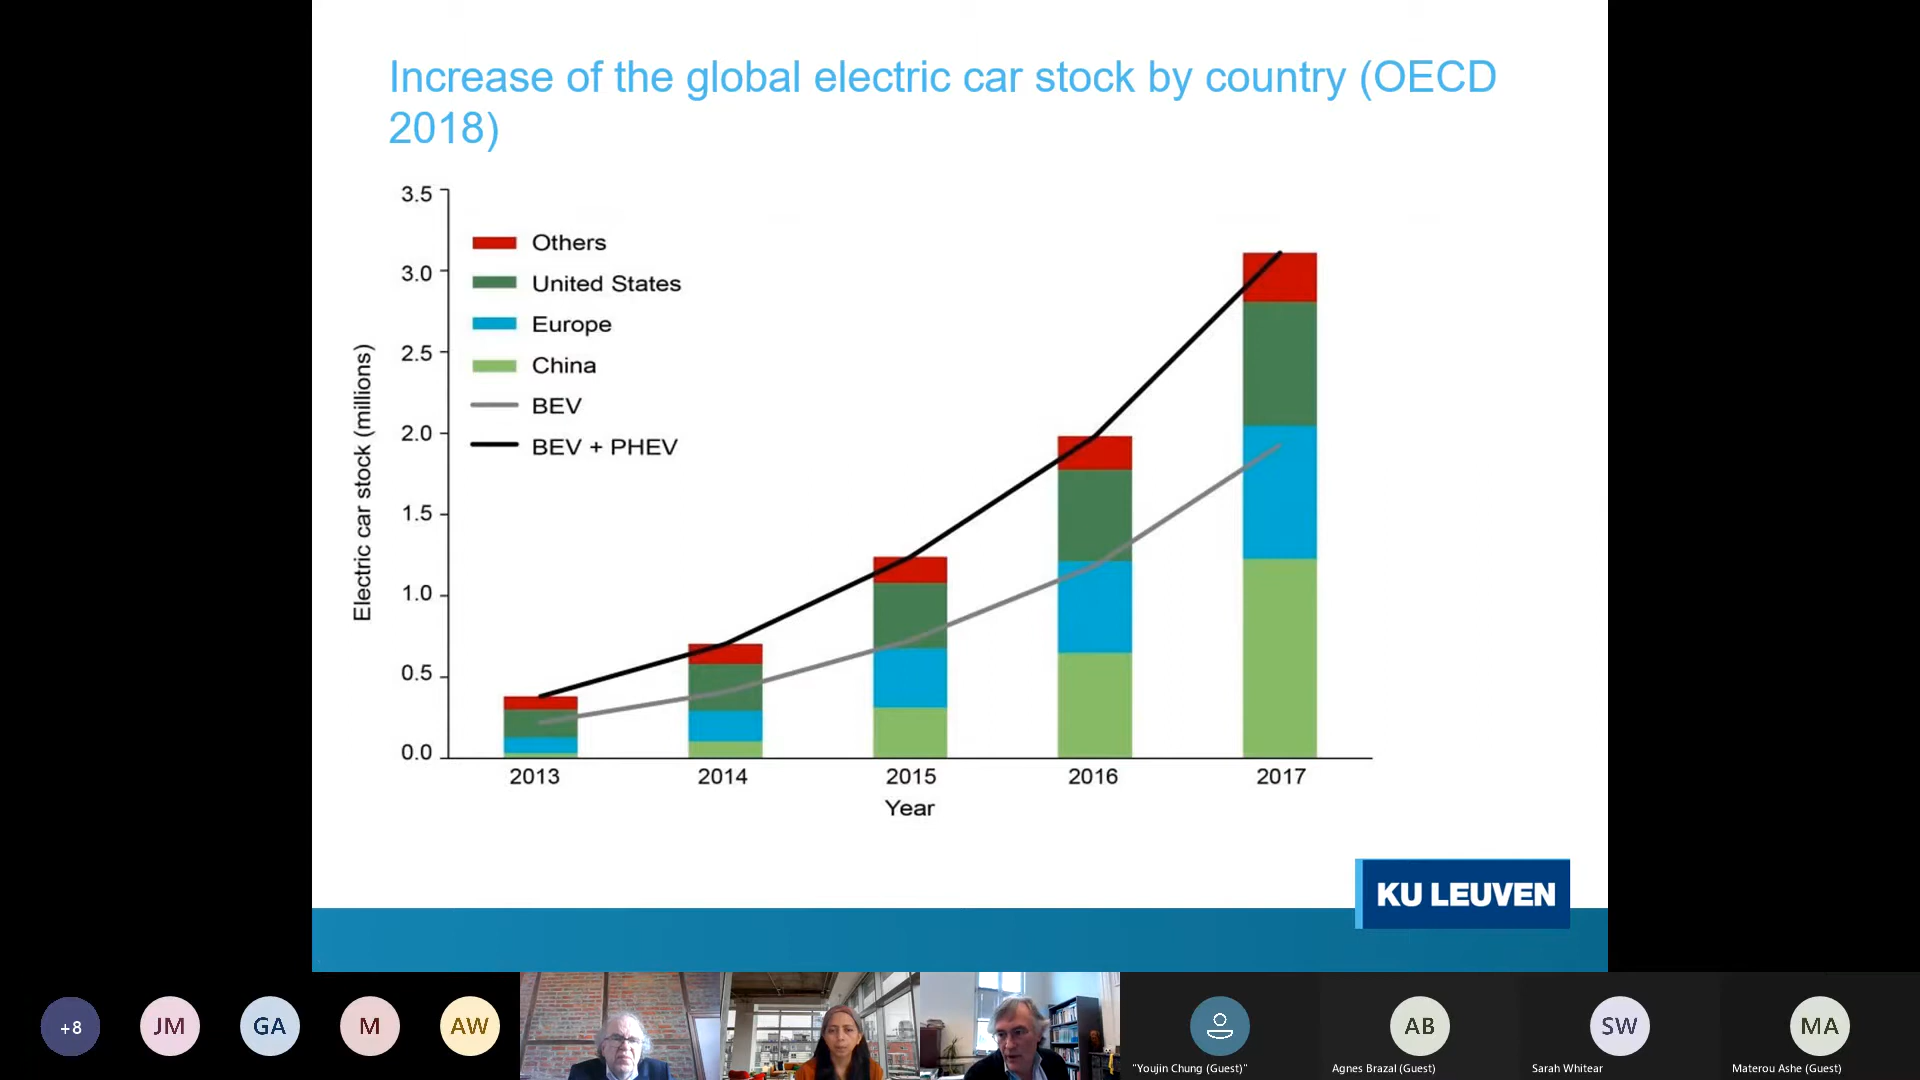 Increase of the global electric car stock by country (OECD
2018)
3.5
3.0
2.5
2.0
1.5
1.0
0.5
0.0
Electric car stock (millions)
Others
United States
Europe
China
BEV
BEV + PHEV
2013 2014 2015 2016 2017
Year
KU LEUVEN
+8 JM GA M AW AB SW MA
"Youjin Chung (Guest)" Agnes Brazal (Guest) Sarah Whitear Materou Ashe (Guest)